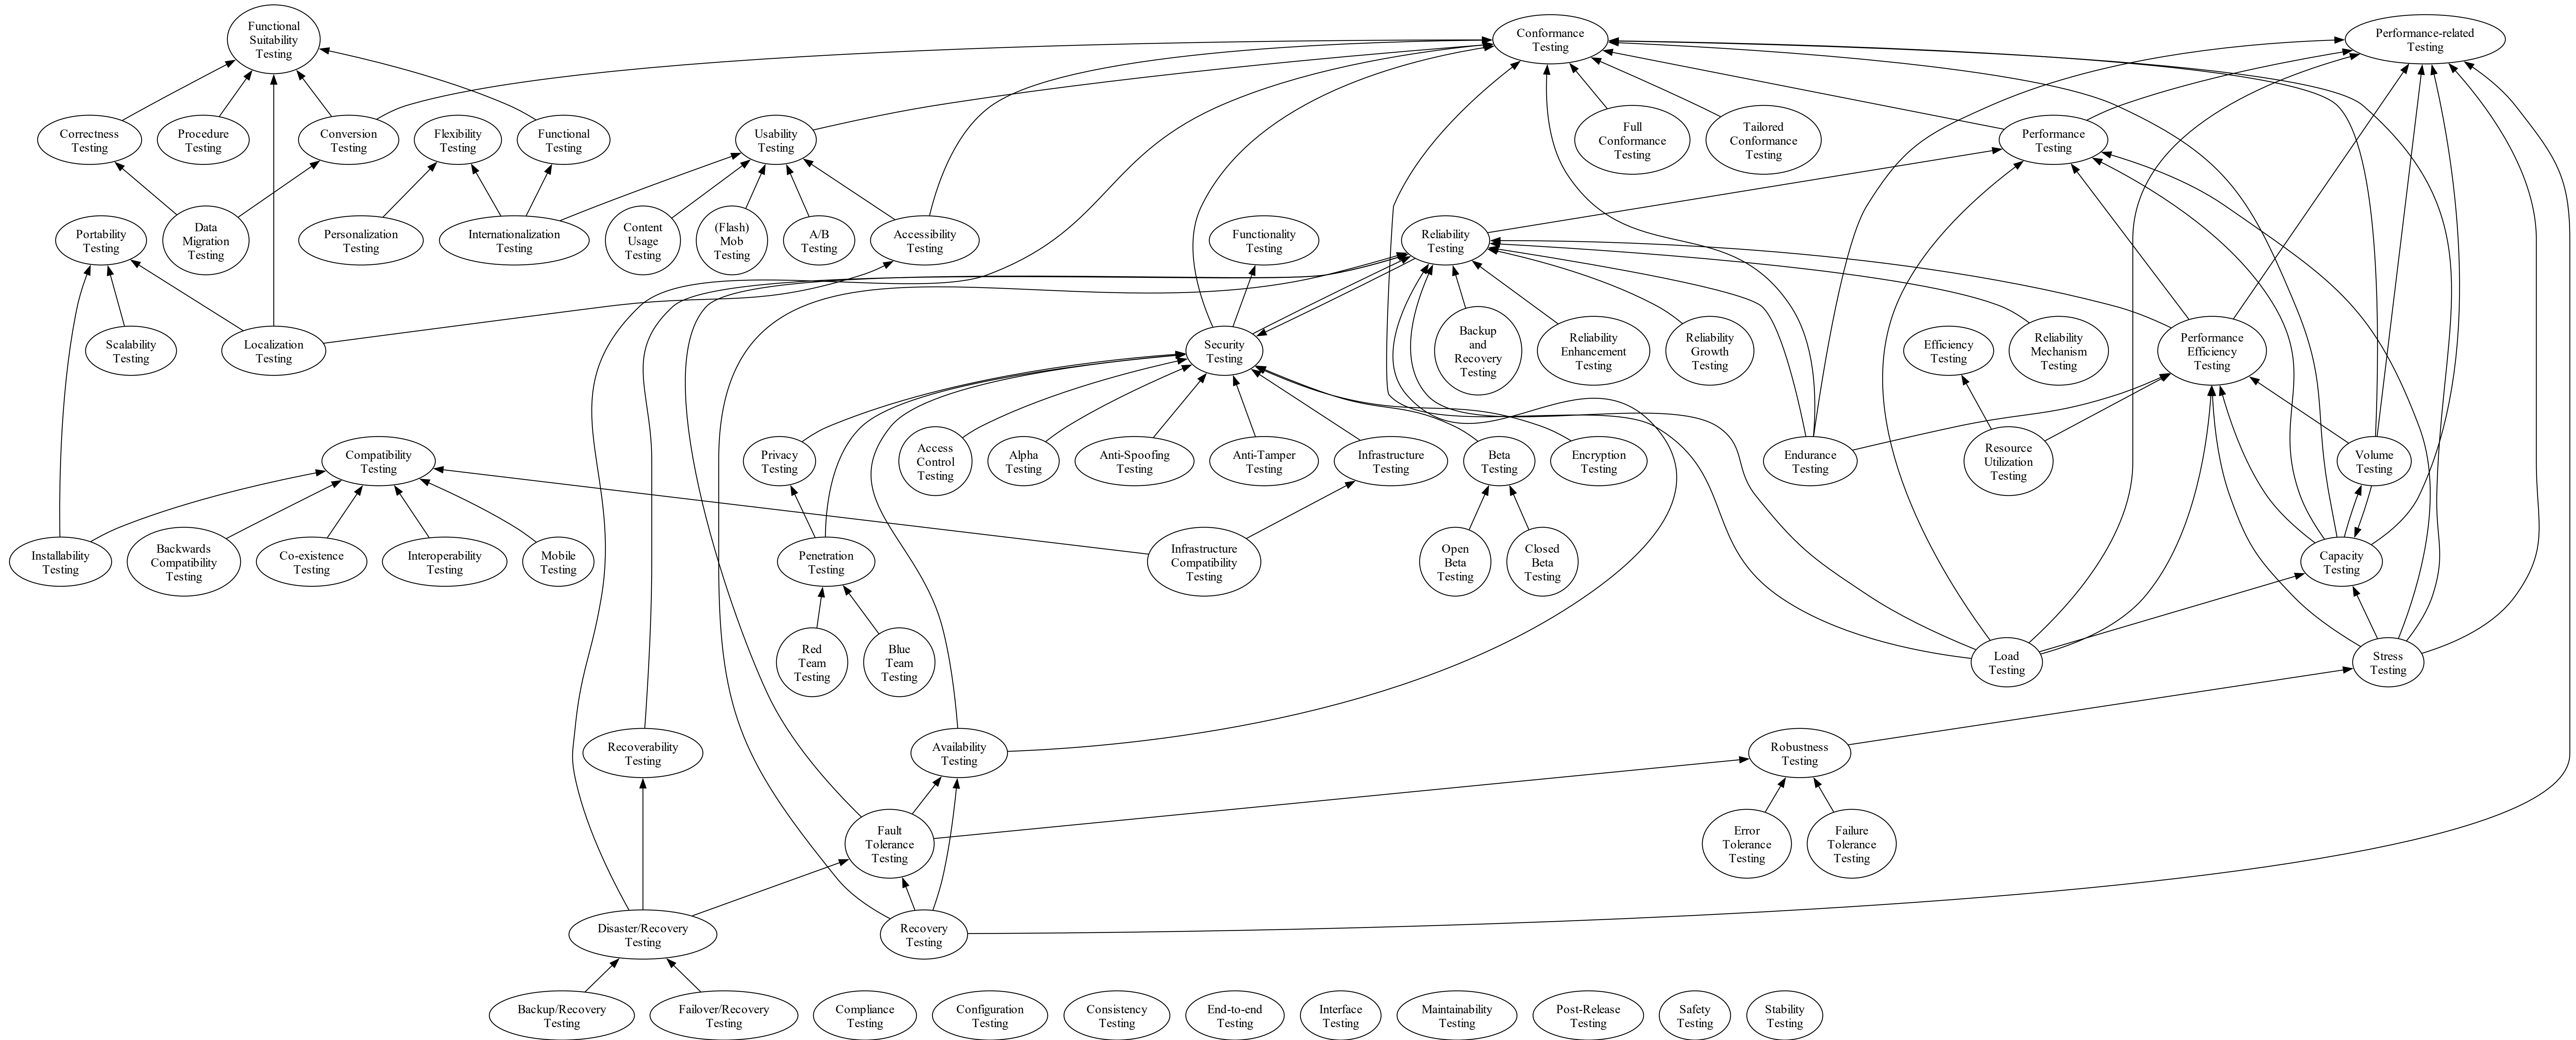 Functional
Suitability
Testing
Conformance
Testing
Performance-related
Testing
Correctness
Testing
Procedure
Testing
Conversion
Testing
Flexibility
Testing
Functional
Testing
Usability
Testing
Full
Conformance
Testing
Tailored
Conformance
Testing
Performance
Testing
Portability
Testing
Data
Migration
Testing
Personalization
Testing
Internationalization
Testing
Content
Usage
Testing
(Flash)
Mob
Testing
A/B
Testing
Accessibility
Testing
Functionality
Testing
Reliability
Testing
Scalability
Testing
Localization
Testing
Security
Testing
Backup
and
Recovery
Testing
Reliability
Enhancement
Testing
Reliability
Growth
Testing
Efficiency
Testing
Reliability
Mechanism
Testing
Performance
Efficiency
Testing
Compatibility
Testing
Privacy
Testing
Access
Control
Testing
Alpha
Testing
Anti-Spoofing
Testing
Anti-Tamper
Testing
Infrastructure
Testing
Beta
Testing
Encryption
Testing
Endurance
Testing
Resource
Utilization
Testing
Volume
Testing
Installability
Testing
Backwards
Compatibility
Testing
Co-existence
Testing
Interoperability
Testing
Mobile
Testing
Penetration
Testing
Infrastructure
Compatibility
Testing
Open
Beta
Testing
Closed
Beta
Testing
Capacity
Testing
Red
Team
Testing
Blue
Team
Testing
Load
Testing
Stress
Testing
Recoverability
Testing
Availability
Testing
Robustness
Testing
Fault
Tolerance
Testing
Error
Tolerance
Testing
Failure
Tolerance
Testing
Disaster/Recovery
Testing
Recovery
Testing
Backup/Recovery
Testing
Failover/Recovery
Testing
Compliance
Testing
Configuration
Testing
Consistency
Testing
End-to-end
Testing
Interface
Testing
Maintainability
Testing
Post-Release
Testing
Safety
Testing
Stability
Testing